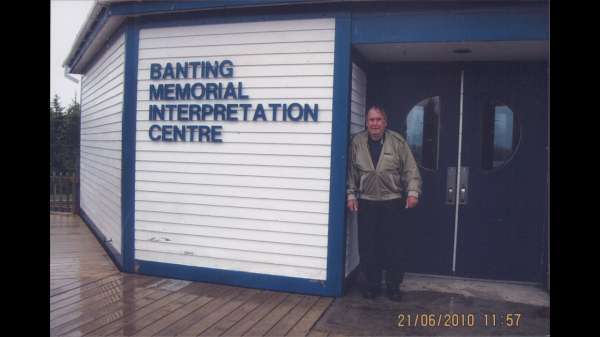 BANTING
MEMORIAL
INTERPRETATION
CENTRE
21/06/2010 11:57